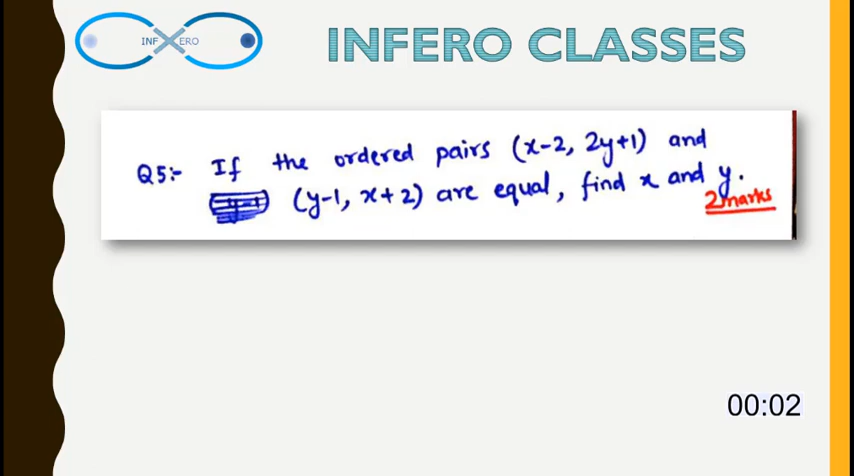 INF ERO
INFERO CLASSES
Q5:- If the ordered pairs (x-2, 2y+1) and
(y-1, x+2) are equal, find x and y.
2marks
00:02